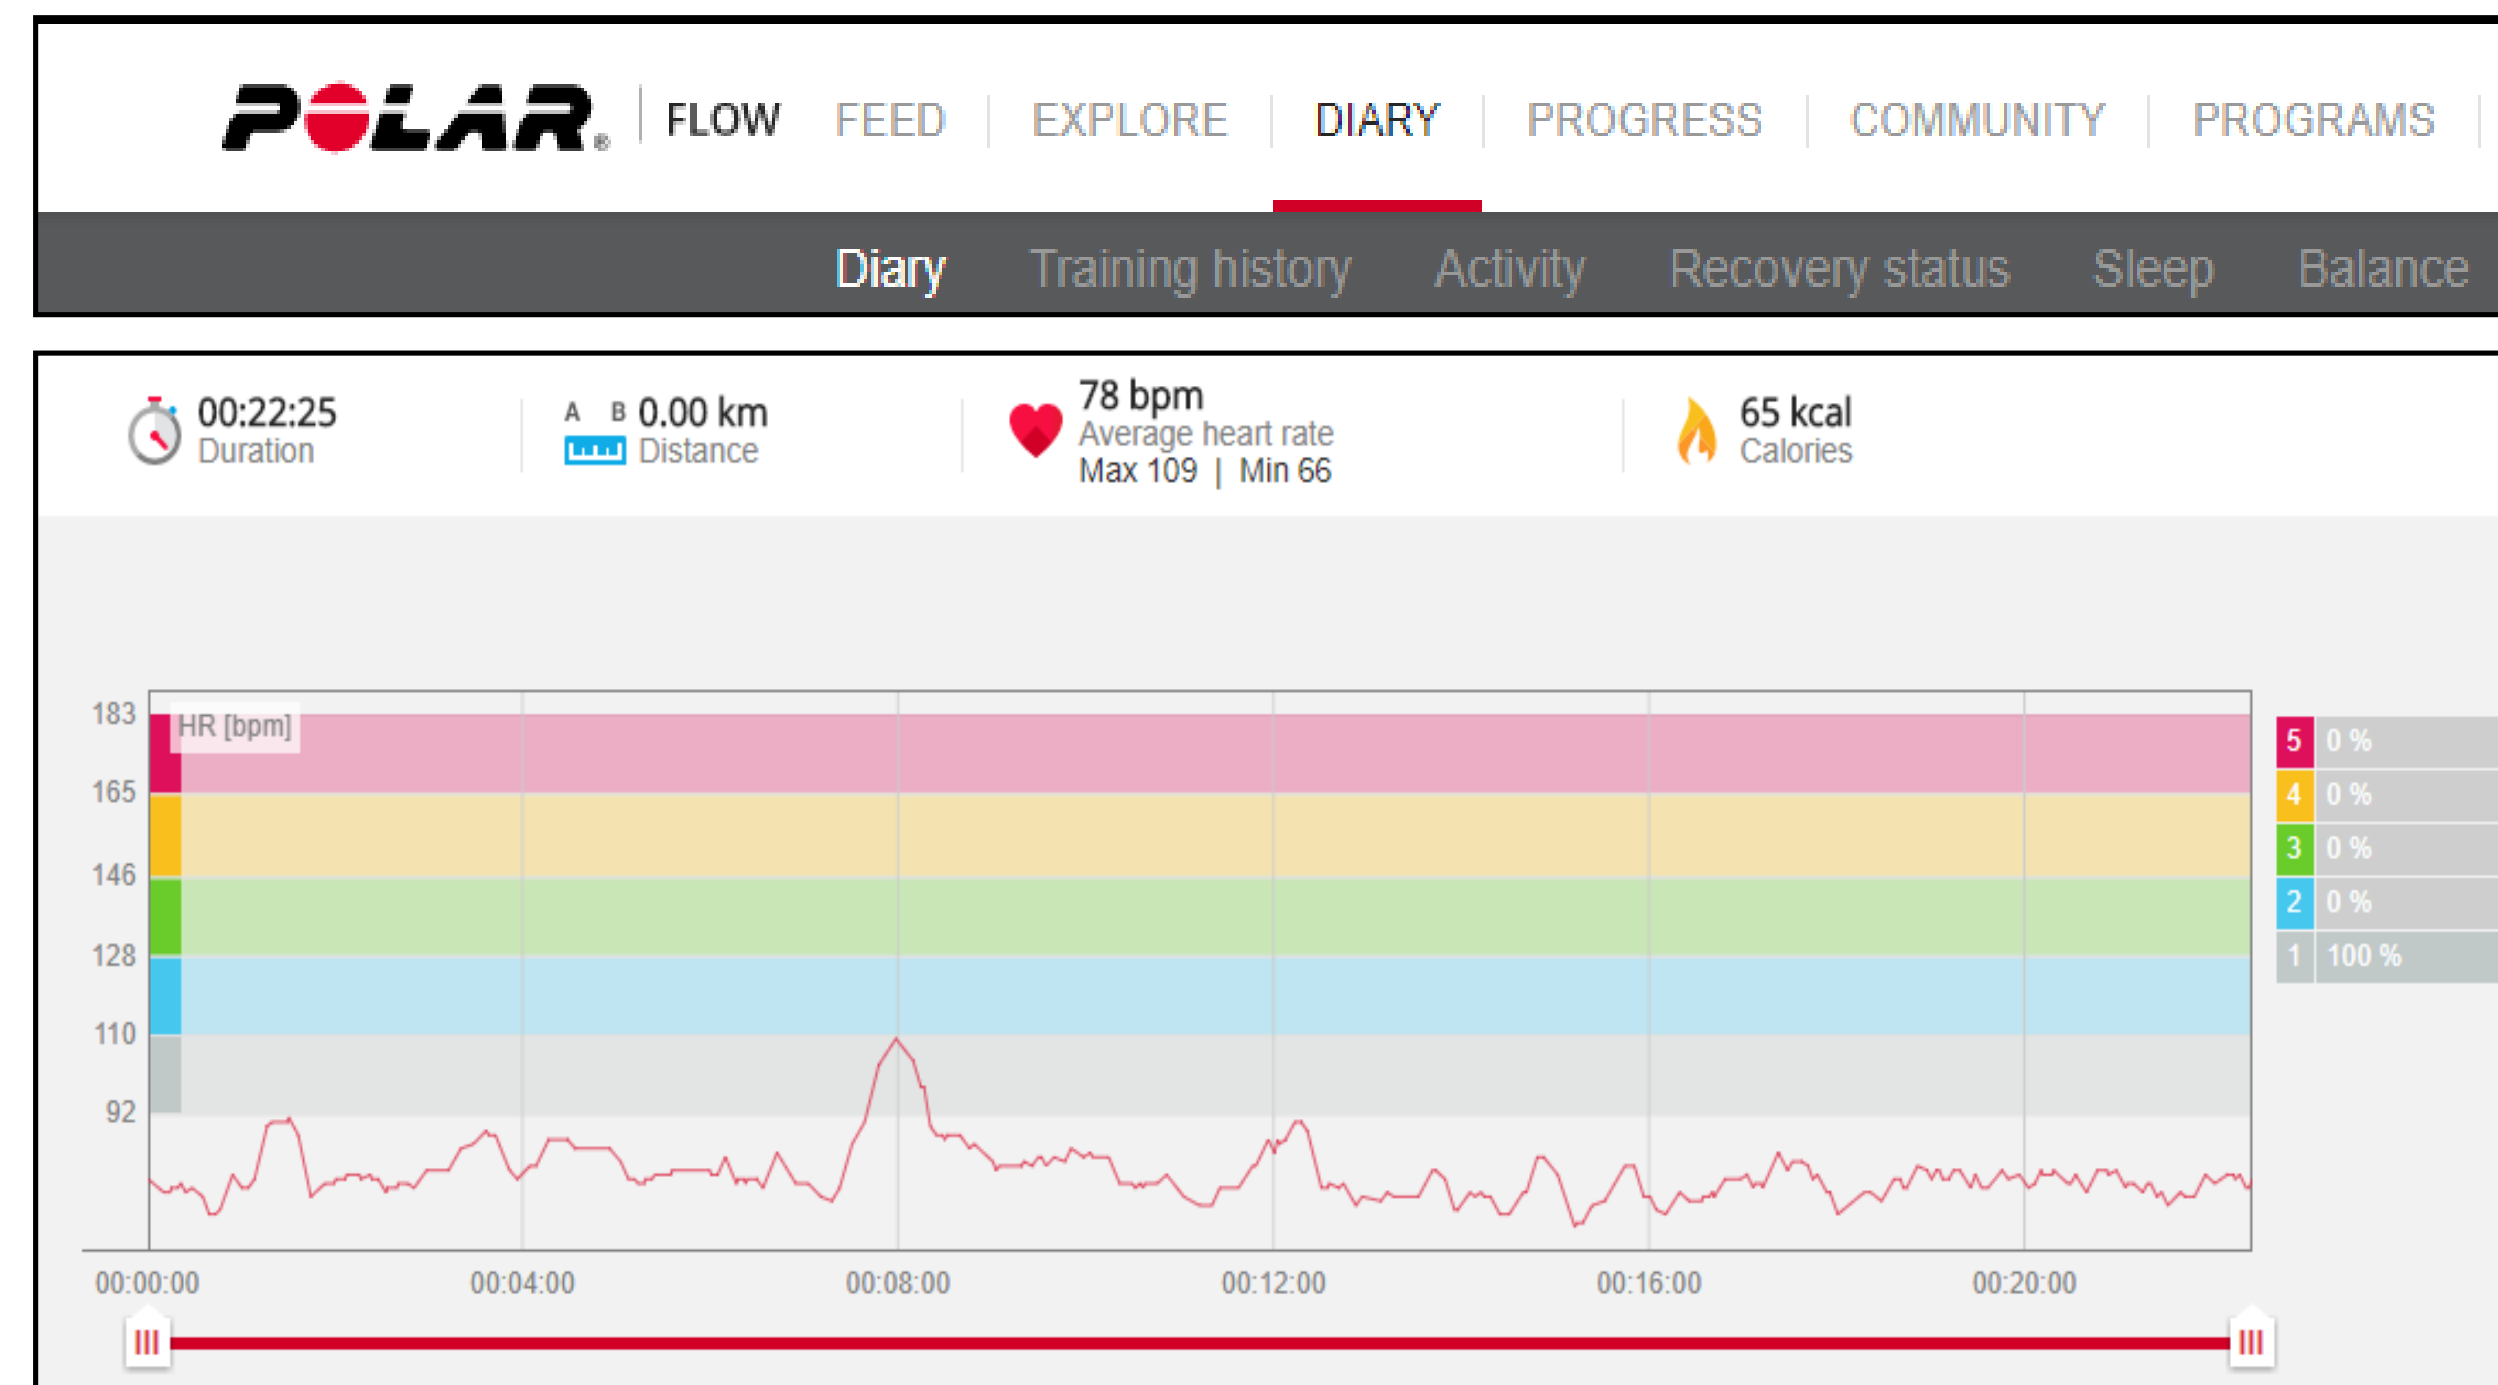 POLAR® FLOW FEED EXPLORE DIARY PROGRESS COMMUNITY PROGRAMS
Diary Training history Activity Recovery status Sleep Balance
00:22:25
Duration
A B 0.00 km
Distance
78 bpm
Average heart rate
Max 109 | Min 66
65 kcal
Calories
HR [bpm]
183
165
146
128
110
92
5 0 %
4 0 %
3 0 %
2 0 %
1 100 %
00:00:00 00:04:00 00:08:00 00:12:00 00:16:00 00:20:00